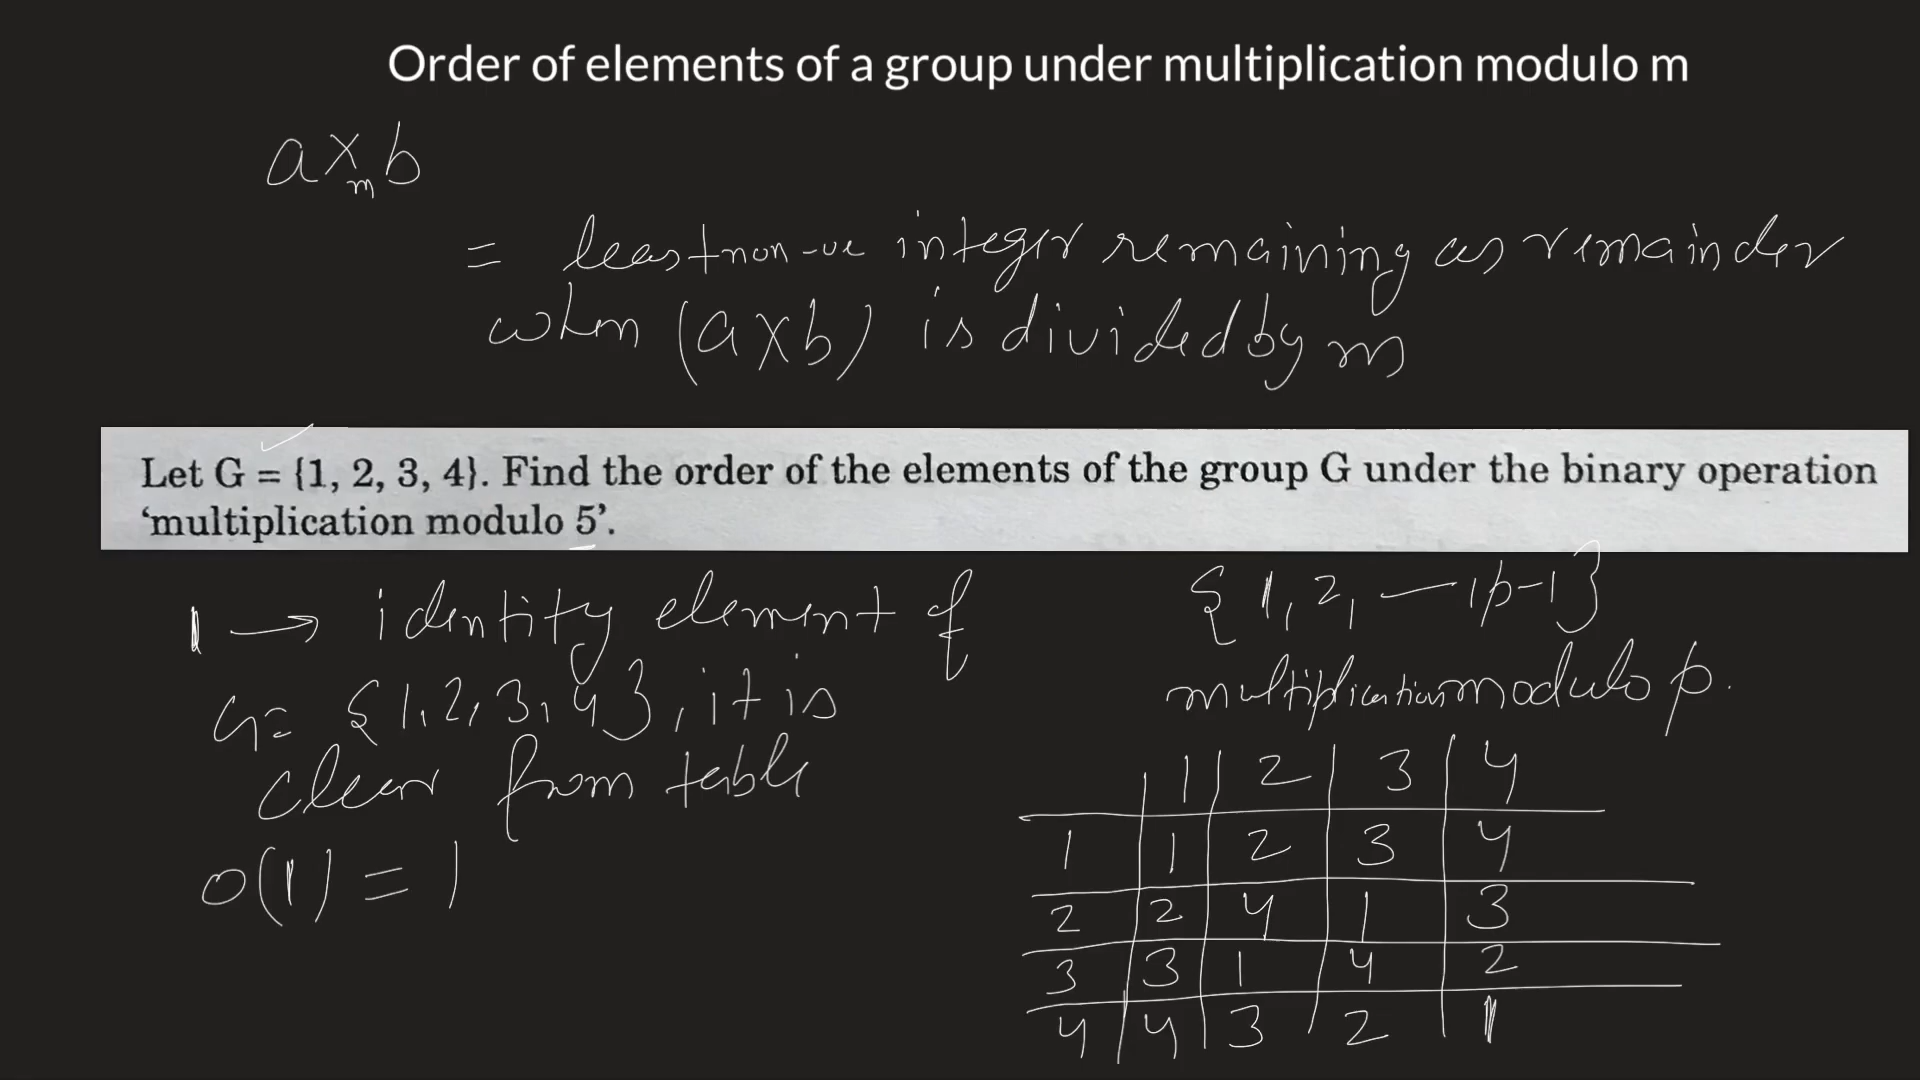 Order of elements of a group under multiplication modulo m
a ×ₘ b
= least non -ve integer remaining as remainder
when (a×b) is divided by m
Let G = {1, 2, 3, 4}. Find the order of the elements of the group G under the binary operation
‘multiplication modulo 5’.
1 → identity element of
G = {1, 2, 3, 4}, it is
clear from table
o(1) = 1
{1, 2, — , p-1}
multiplication modulo p.
1 2 3 4
1 1 2 3 4
2 2 4 1 3
3 3 1 4 2
4 4 3 2 1